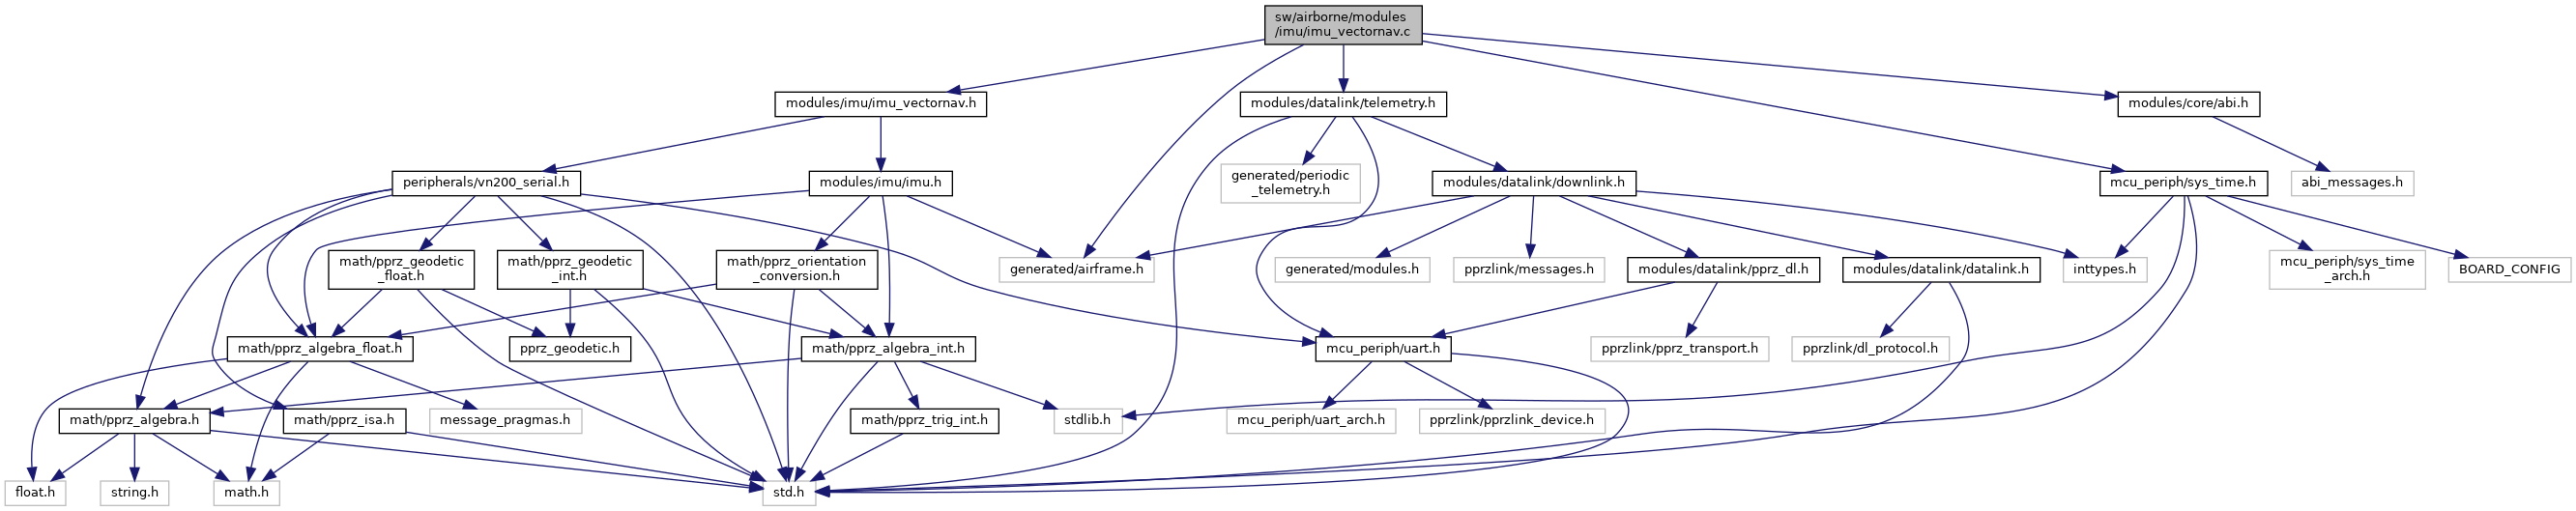 sw/airborne/modules
/imu/imu_vectornav.c
modules/imu/imu_vectornav.h
modules/datalink/telemetry.h
modules/core/abi.h
peripherals/vn200_serial.h
modules/imu/imu.h
generated/periodic
_telemetry.h
modules/datalink/downlink.h
mcu_periph/sys_time.h
abi_messages.h
math/pprz_geodetic
_float.h
math/pprz_geodetic
_int.h
math/pprz_orientation
_conversion.h
generated/airframe.h
generated/modules.h
pprzlink/messages.h
modules/datalink/pprz_dl.h
modules/datalink/datalink.h
inttypes.h
mcu_periph/sys_time
_arch.h
BOARD_CONFIG
math/pprz_algebra_float.h
pprz_geodetic.h
math/pprz_algebra_int.h
mcu_periph/uart.h
pprzlink/pprz_transport.h
pprzlink/dl_protocol.h
math/pprz_algebra.h
math/pprz_isa.h
message_pragmas.h
math/pprz_trig_int.h
stdlib.h
mcu_periph/uart_arch.h
pprzlink/pprzlink_device.h
float.h
string.h
math.h
std.h